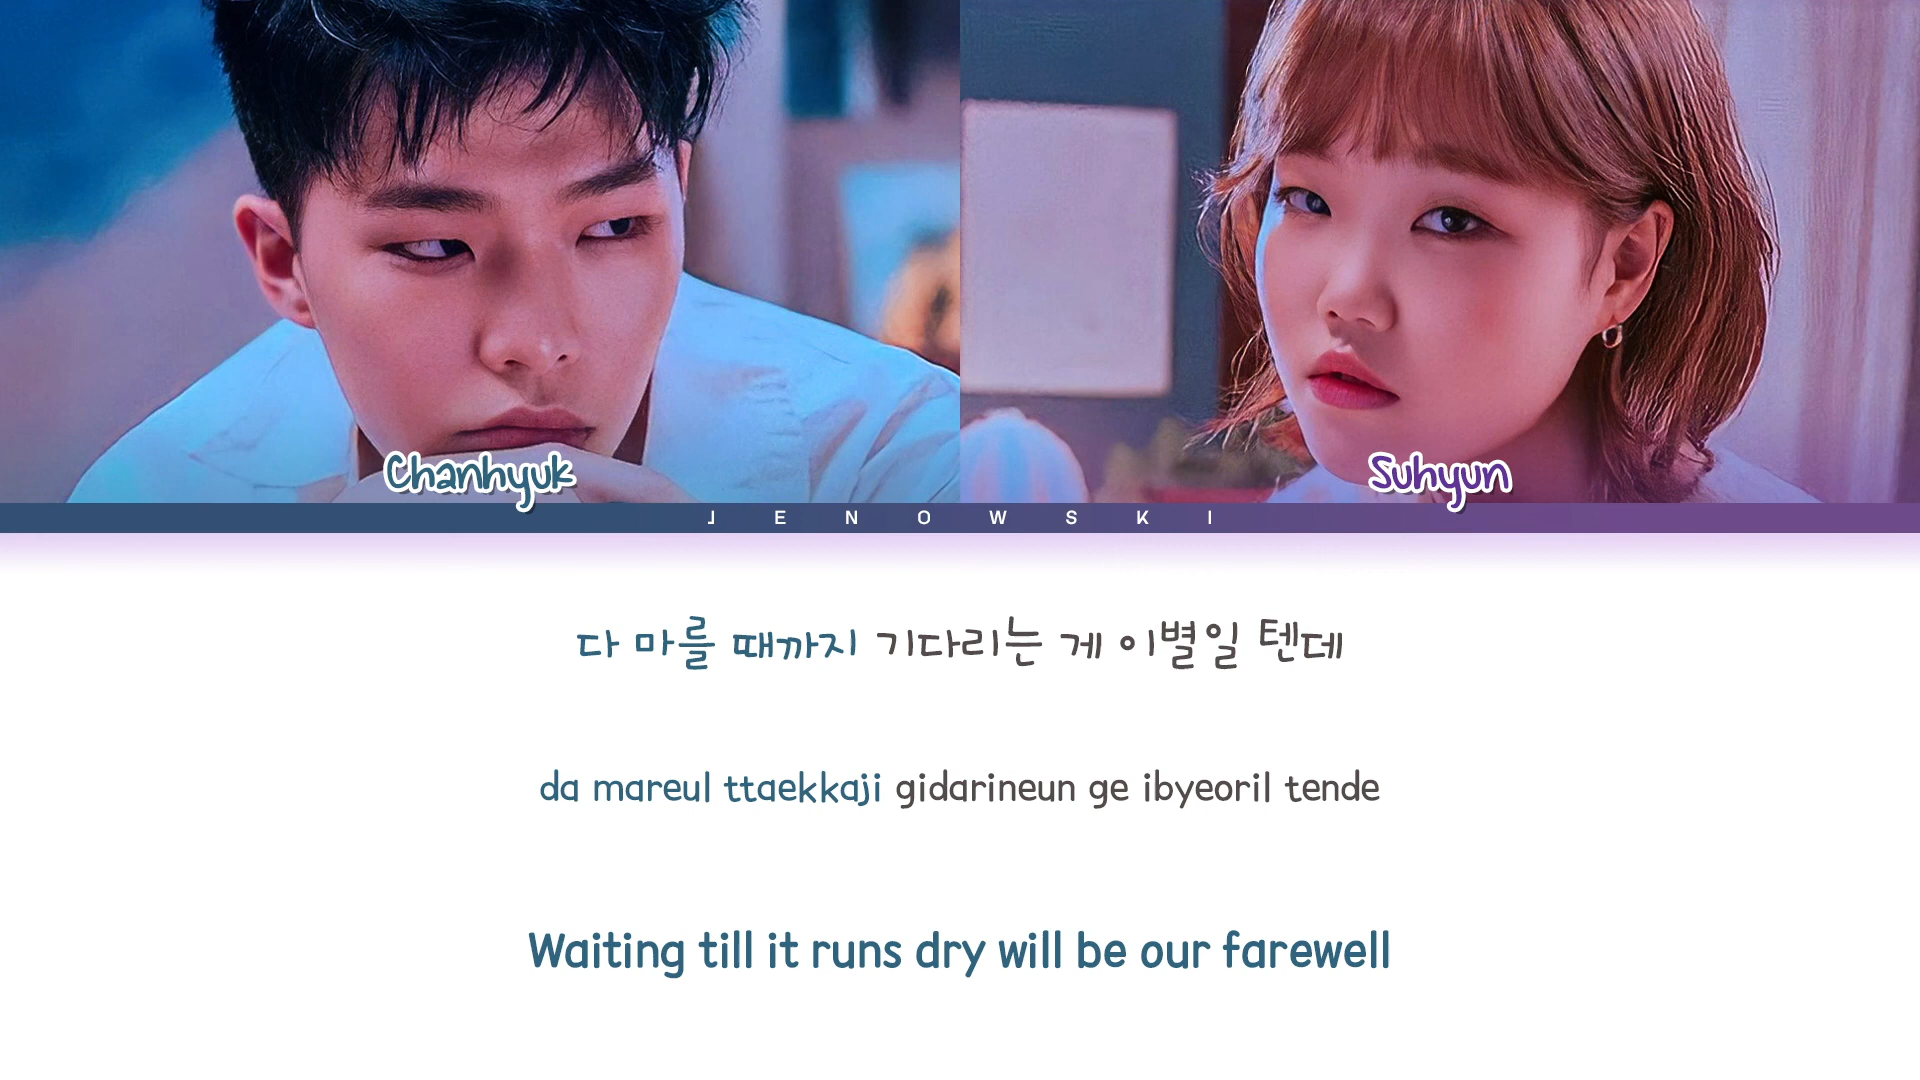 Chanhyuk
Suhyun
JENOWSKI
다 마를 때까지 기다리는 게 이별일 텐데
da mareul ttaekkaji gidarineun ge ibyeoril tende
Waiting till it runs dry will be our farewell